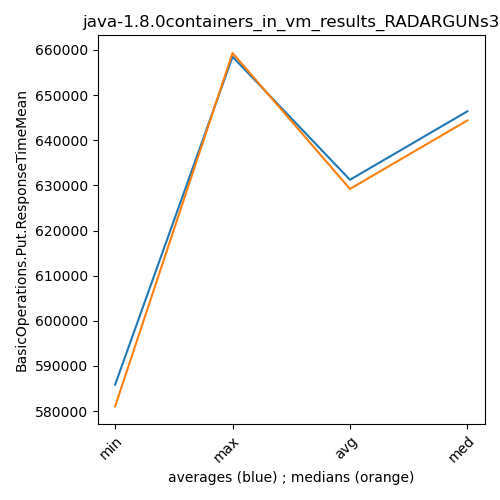 java-1.8.0containers_in_vm_results_RADARGUNs3
660000
650000
640000
630000
620000
610000
600000
590000
580000
BasicOperations.Put.ResponseTimeMean
min
max
avg
med
averages (blue) ; medians (orange)